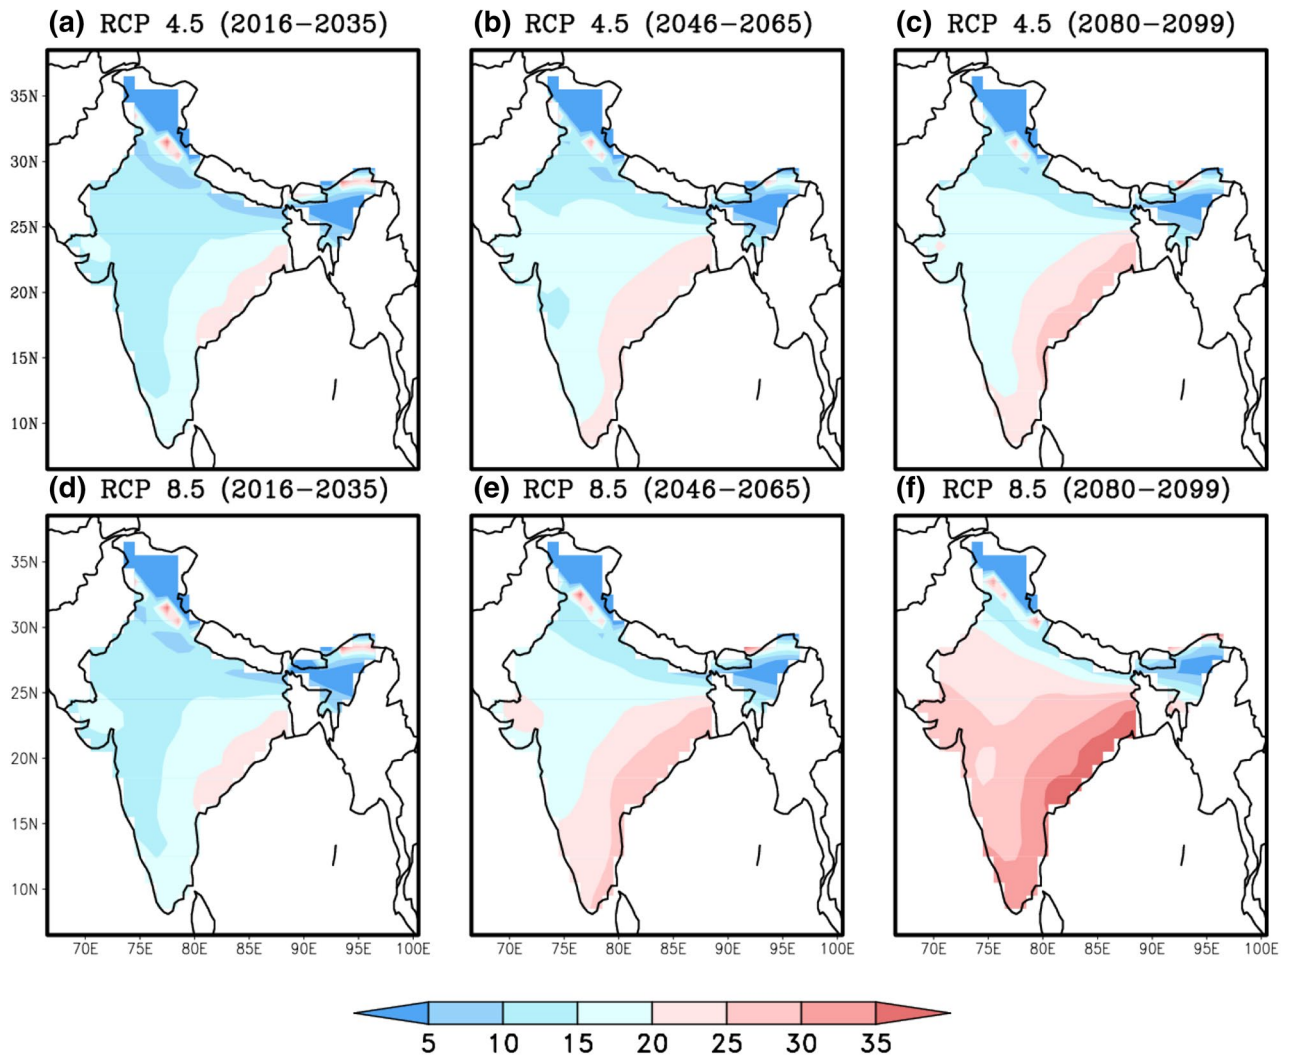 (a) RCP 4.5 (2016−2035)
(b) RCP 4.5 (2046−2065)
(c) RCP 4.5 (2080−2099)
35N
30N
25N
20N
15N
10N
(d) RCP 8.5 (2016−2035)
(e) RCP 8.5 (2046−2065)
(f) RCP 8.5 (2080−2099)
35N
30N
25N
20N
15N
10N
70E 75E 80E 85E 90E 95E 100E
70E 75E 80E 85E 90E 95E 100E
70E 75E 80E 85E 90E 95E 100E
5 10 15 20 25 30 35